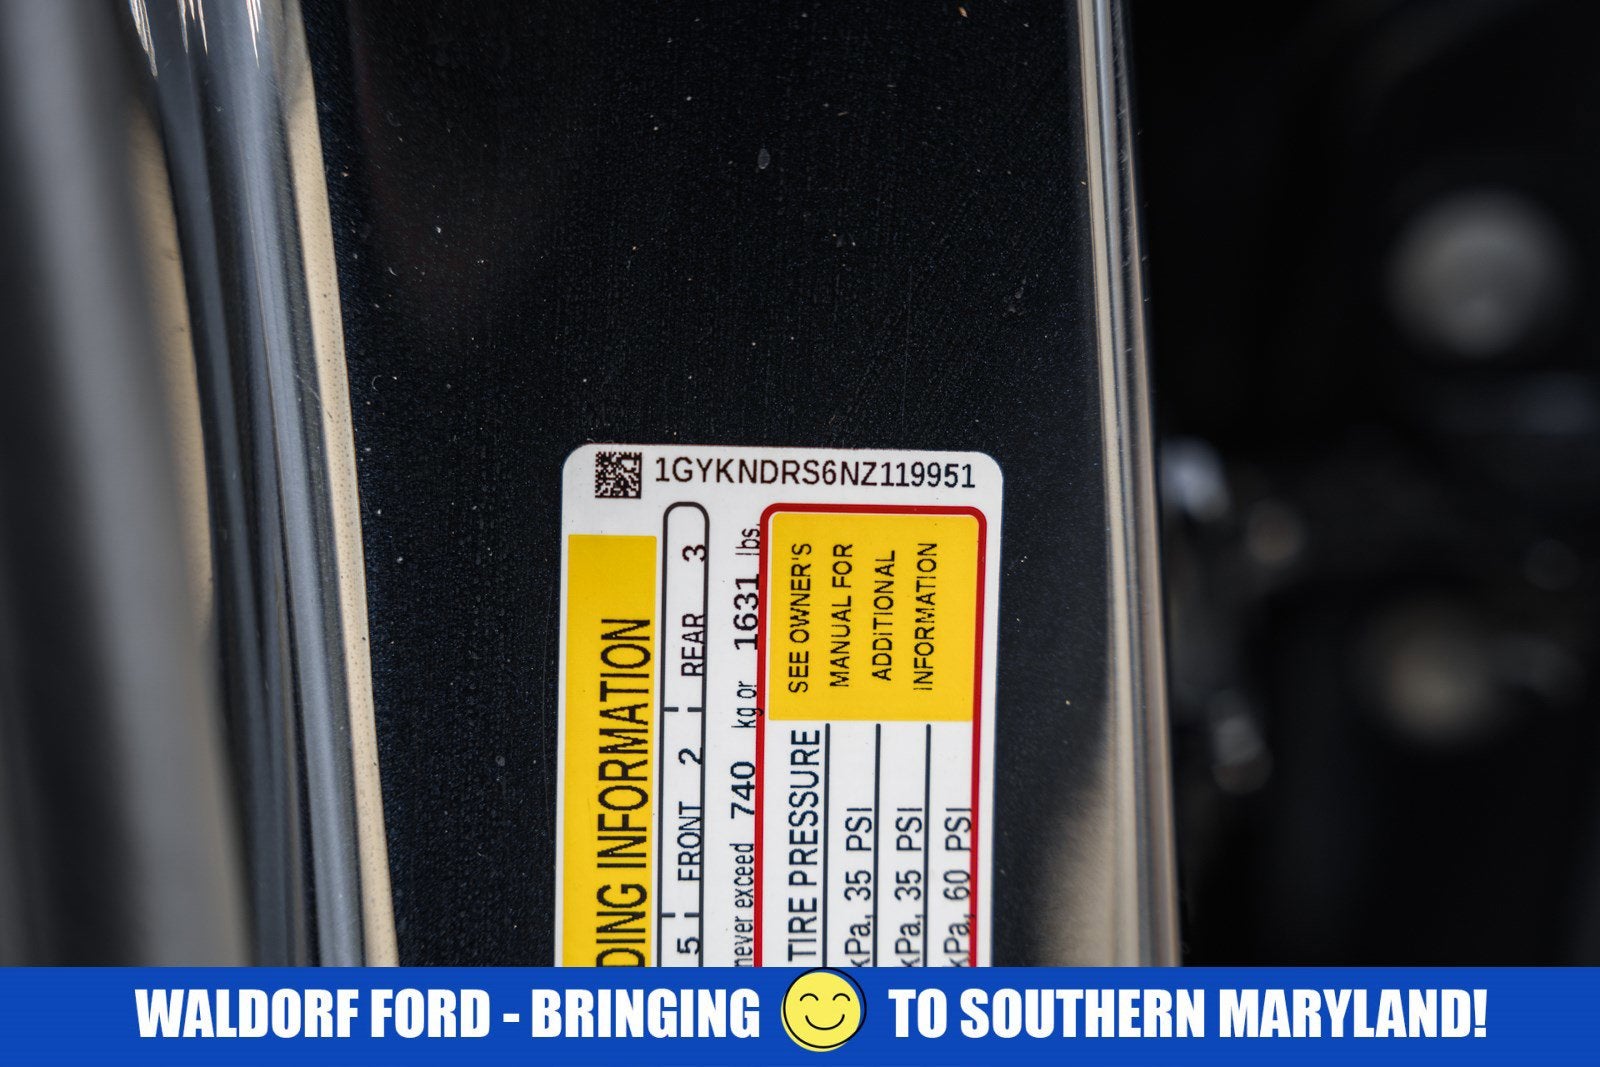 1GYKNDRS6NZ119951
DING INFORMATION
5 FRONT 2 REAR 3
never exceed 740 kg or 1631 lbs.
TIRE PRESSURE
kPa, 35 PSI
kPa, 35 PSI
kPa, 60 PSI
SEE OWNER'S
MANUAL FOR
ADDITIONAL
INFORMATION
WALDORF FORD - BRINGING TO SOUTHERN MARYLAND!